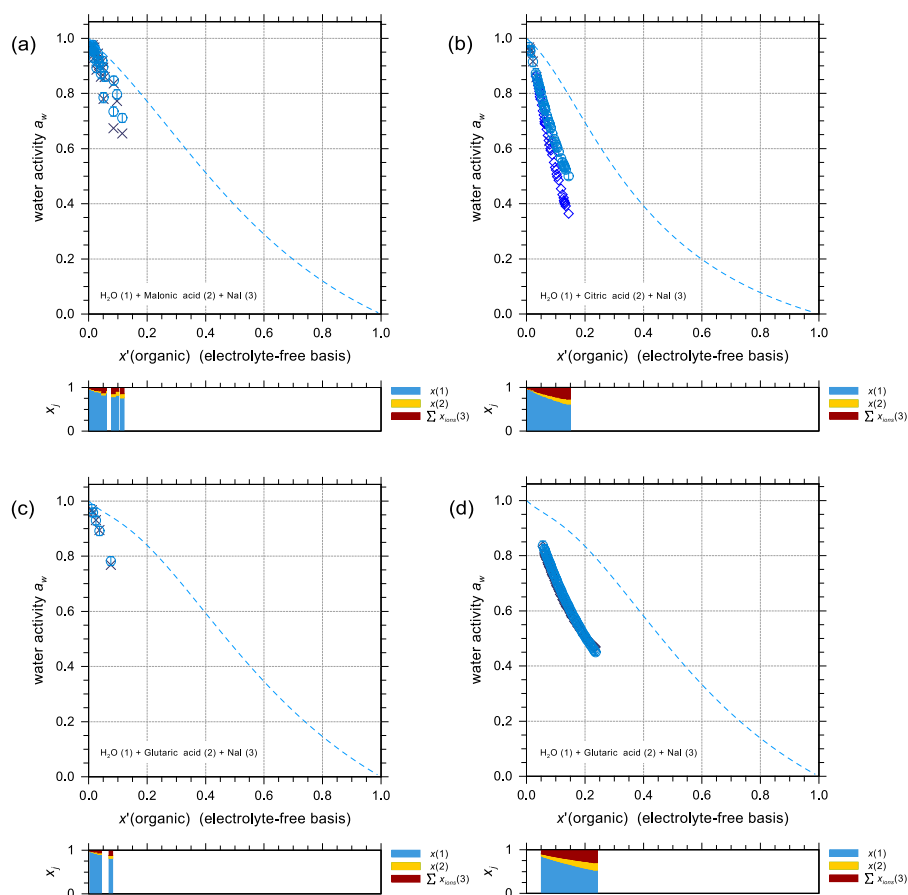 (a)
1.0
0.8
0.6
0.4
0.2
0.0
water activity a_w
H₂O (1) + Malonic acid (2) + NaI (3)
0.0 0.2 0.4 0.6 0.8 1.0
x'(organic) (electrolyte-free basis)
1
0
x_j
x(1)
x(2)
∑ x_ions(3)
(b)
1.0
0.8
0.6
0.4
0.2
0.0
water activity a_w
H₂O (1) + Citric acid (2) + NaI (3)
0.0 0.2 0.4 0.6 0.8 1.0
x'(organic) (electrolyte-free basis)
1
0
x_j
x(1)
x(2)
∑ x_ions(3)
(c)
1.0
0.8
0.6
0.4
0.2
0.0
water activity a_w
H₂O (1) + Glutaric acid (2) + NaI (3)
0.0 0.2 0.4 0.6 0.8 1.0
x'(organic) (electrolyte-free basis)
1
0
x_j
x(1)
x(2)
∑ x_ions(3)
(d)
1.0
0.8
0.6
0.4
0.2
0.0
water activity a_w
H₂O (1) + Glutaric acid (2) + NaI (3)
0.0 0.2 0.4 0.6 0.8 1.0
x'(organic) (electrolyte-free basis)
1
0
x_j
x(1)
x(2)
∑ x_ions(3)